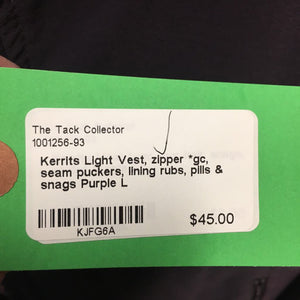 The Tack Collector
1001256-93
Kerrits Light Vest, zipper *gc,
seam puckers, lining rubs, pills &
snags Purple L
$45.00
KJFG6A